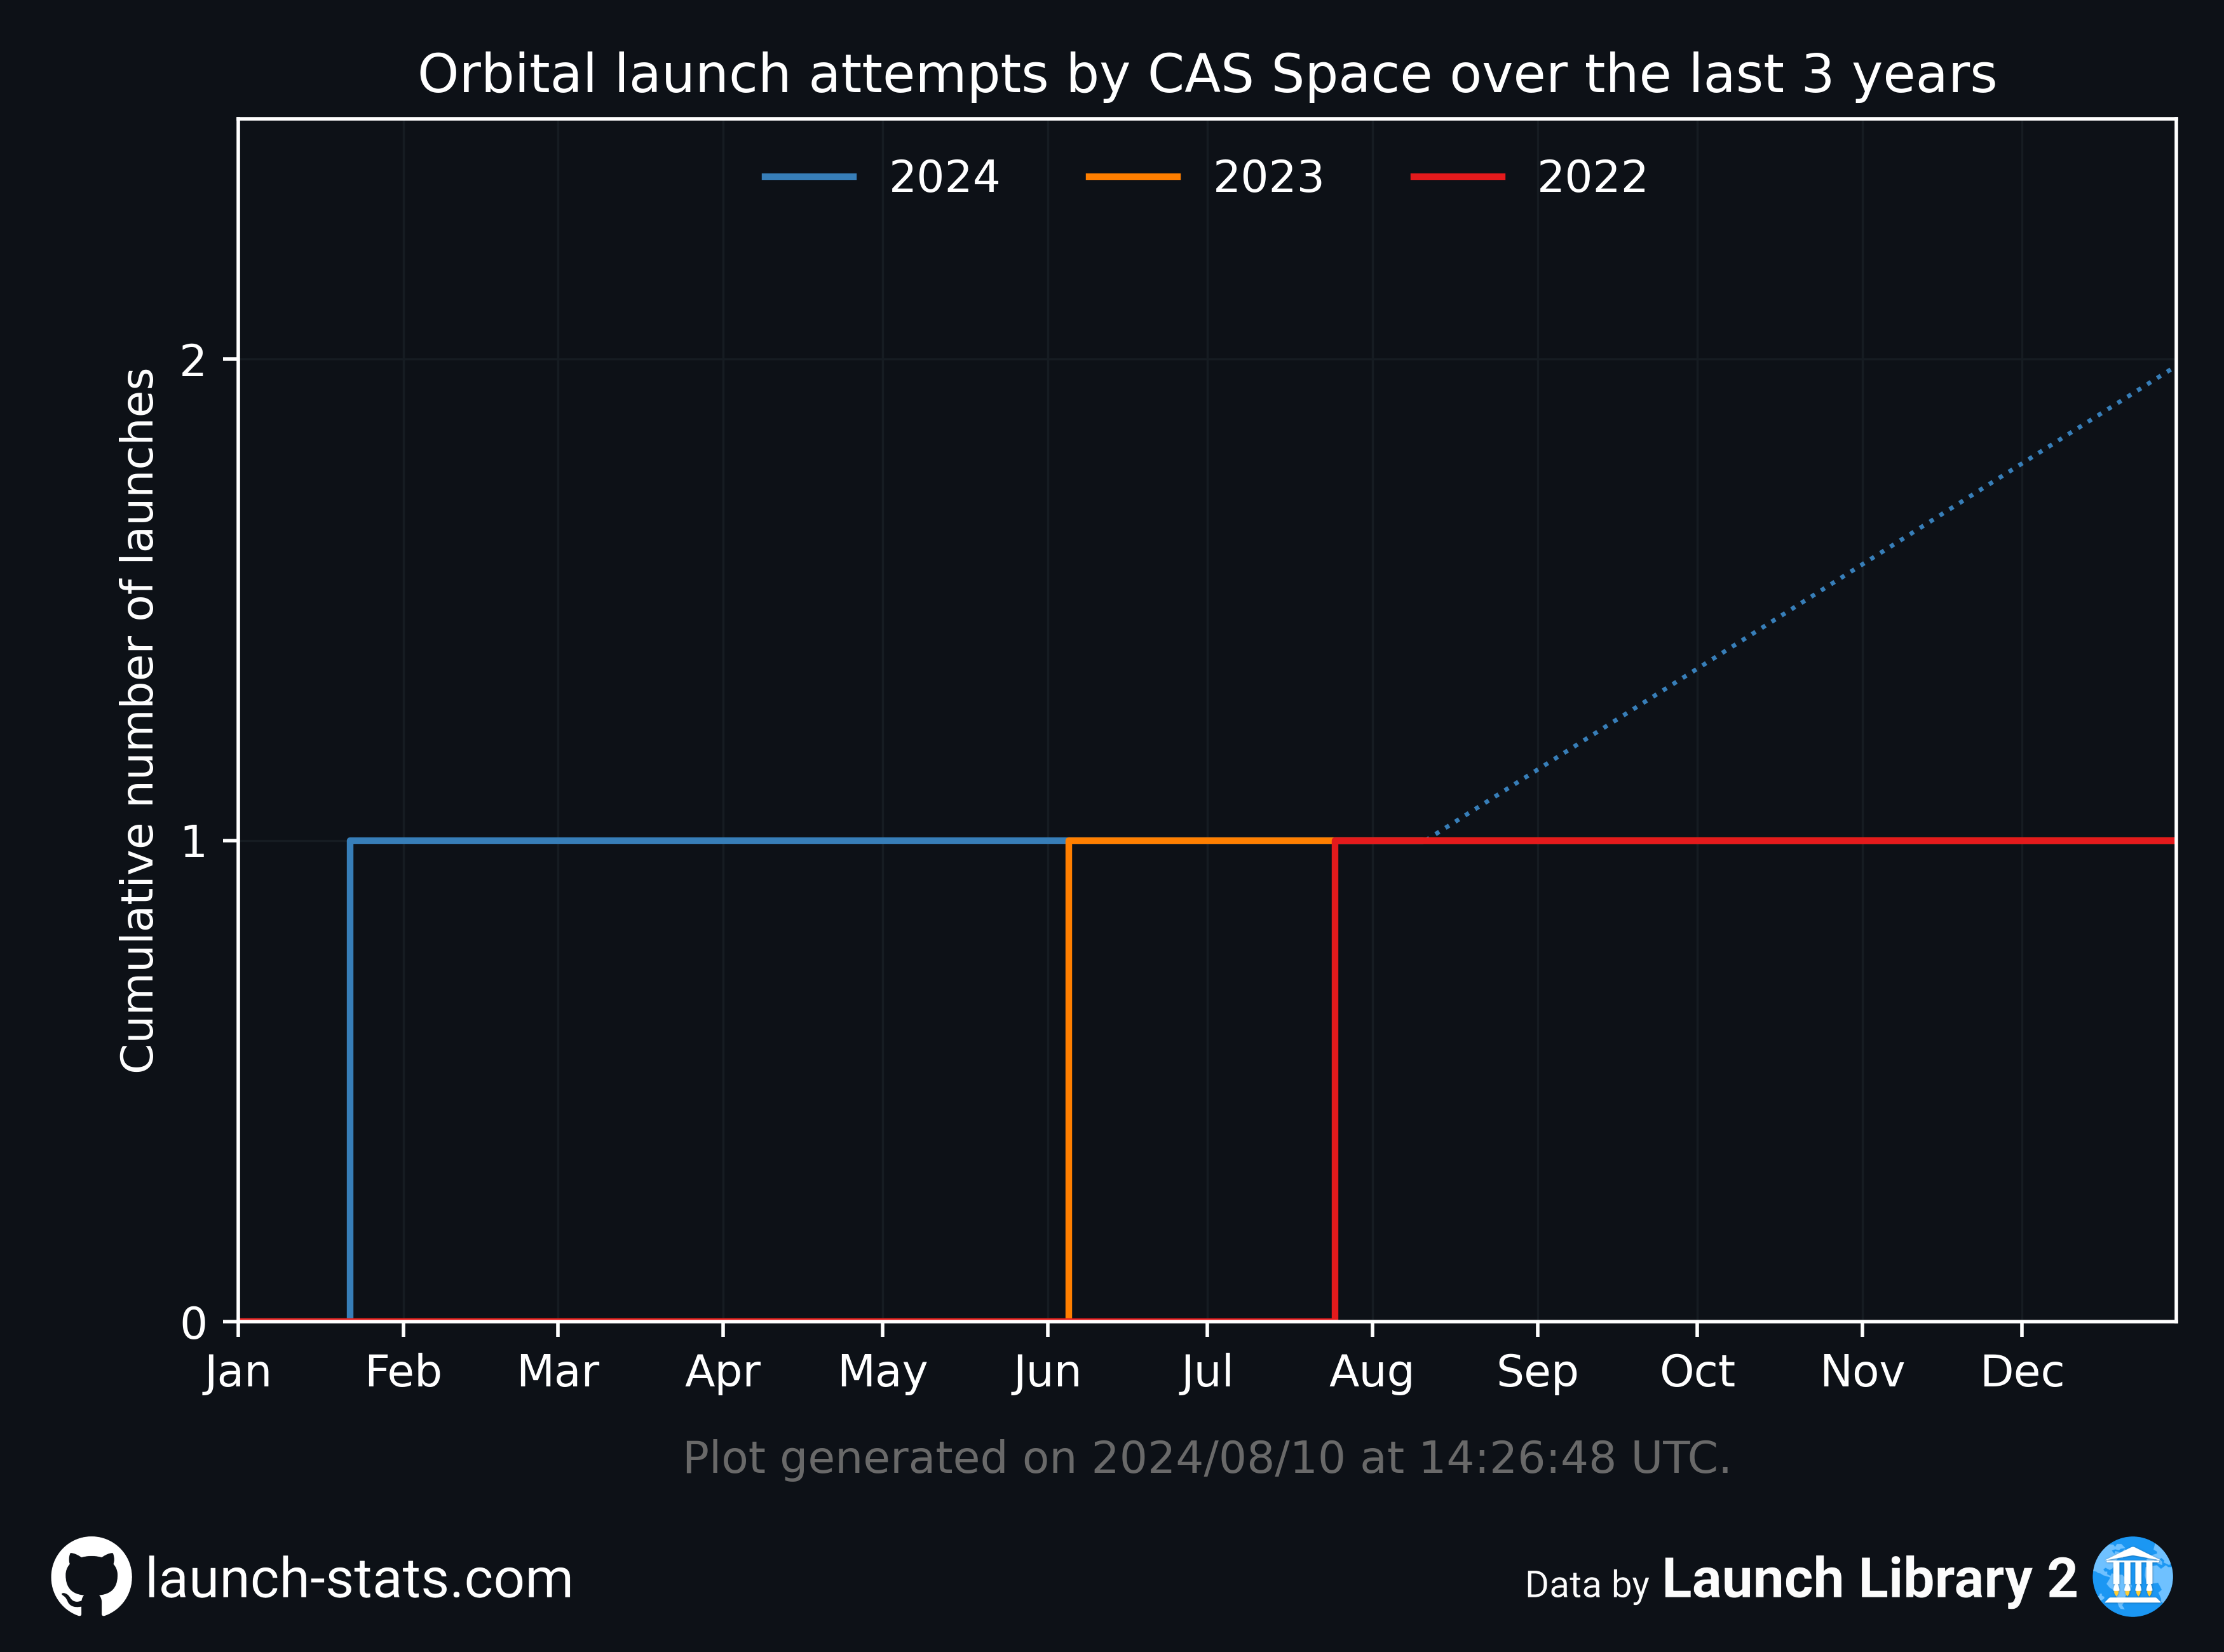 Orbital launch attempts by CAS Space over the last 3 years
2024 2023 2022
Cumulative number of launches
2
1
0
Jan Feb Mar Apr May Jun Jul Aug Sep Oct Nov Dec
Plot generated on 2024/08/10 at 14:26:48 UTC.
launch-stats.com
Data by Launch Library 2